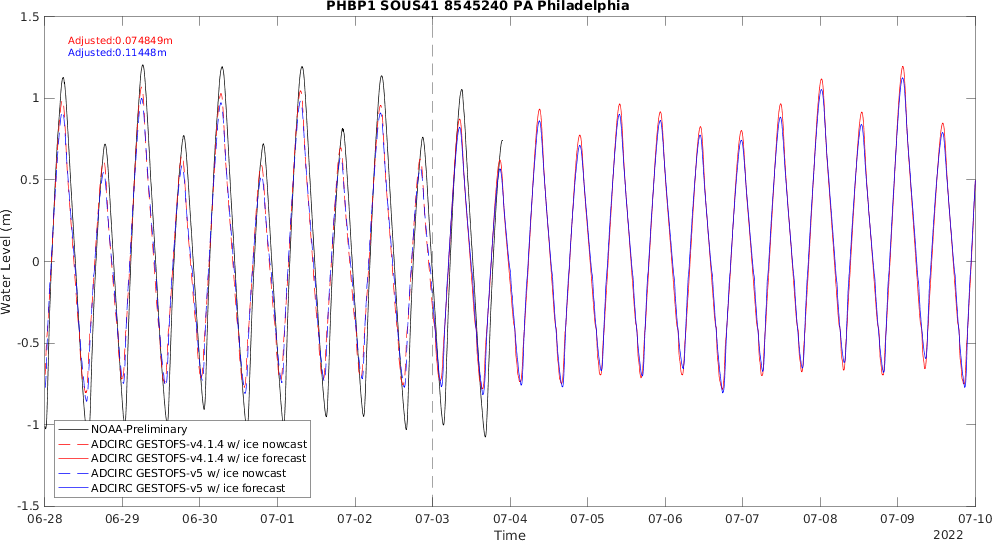 PHBP1 SOUS41 8545240 PA Philadelphia
Adjusted:0.074849m
Adjusted:0.11448m
1.5
1
0.5
0
-0.5
-1
-1.5
Water Level (m)
NOAA-Preliminary
ADCIRC GESTOFS-v4.1.4 w/ ice nowcast
ADCIRC GESTOFS-v4.1.4 w/ ice forecast
ADCIRC GESTOFS-v5 w/ ice nowcast
ADCIRC GESTOFS-v5 w/ ice forecast
06-28 06-29 06-30 07-01 07-02 07-03 07-04 07-05 07-06 07-07 07-08 07-09 07-10
Time
2022